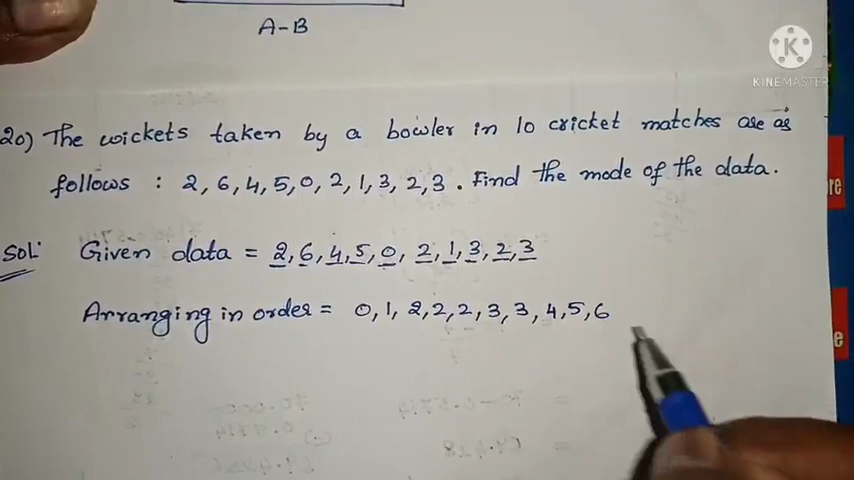 A-B
KINEMASTER
20) The wickets taken by a bowler in 10 cricket matches are as
follows : 2, 6, 4, 5, 0, 2, 1, 3, 2, 3. Find the mode of the data.
re
Sol: Given data = 2, 6, 4, 5, 0, 2, 1, 3, 2, 3
Arranging in order = 0, 1, 2, 2, 2, 3, 3, 4, 5, 6
e